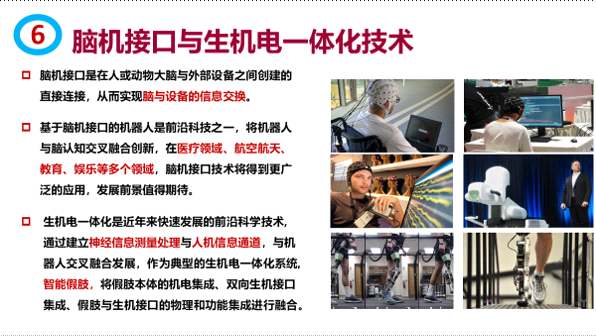 6
脑机接口与生机电一体化技术
脑机接口是在人或动物大脑与外部设备之间创建的
直接连接，从而实现脑与设备的信息交换。
基于脑机接口的机器人是前沿科技之一，将机器人
与脑认知交叉融合创新，在医疗领域、航空航天、
教育、娱乐等多个领域，脑机接口技术将得到更广
泛的应用，发展前景值得期待。
生机电一体化是近年来快速发展的前沿科学技术，
通过建立神经信息测量处理与人机信息通道，与机
器人交叉融合发展，作为典型的生机电一体化系统，
智能假肢，将假肢本体的机电集成、双向生机接口
集成、假肢与生机接口的物理和功能集成进行融合。